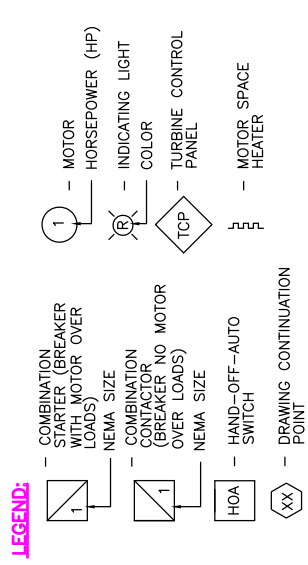 LEGEND:
1
- COMBINATION
STARTER (BREAKER
WITH MOTOR OVER
LOADS)
NEMA SIZE
1
- COMBINATION
CONTACTOR
(BREAKER NO MOTOR
OVER LOADS)
NEMA SIZE
HOA
- HAND-OFF-AUTO
SWITCH
XX
- DRAWING CONTINUATION
POINT
1
- MOTOR
HORSEPOWER (HP)
R
- INDICATING LIGHT
COLOR
TCP
- TURBINE CONTROL
PANEL
- MOTOR SPACE
HEATER